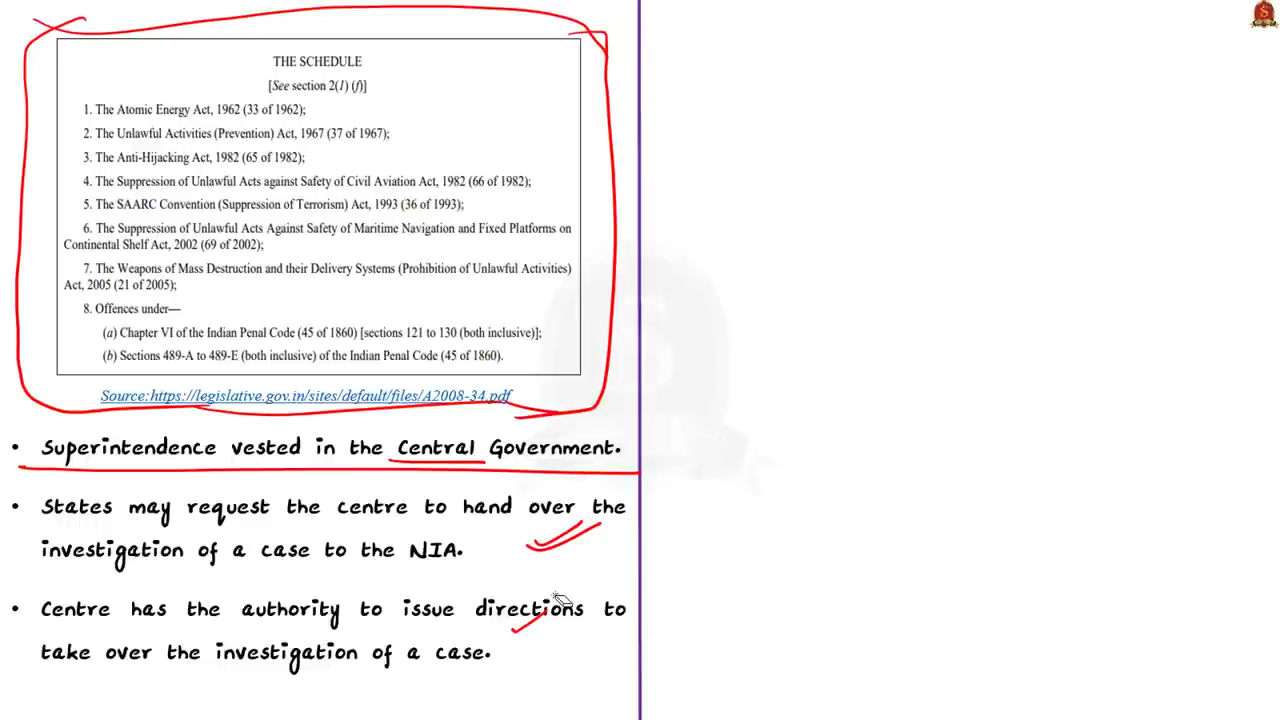 THE SCHEDULE
[See section 2(1) (f)]
1. The Atomic Energy Act, 1962 (33 of 1962);
2. The Unlawful Activities (Prevention) Act, 1967 (37 of 1967);
3. The Anti-Hijacking Act, 1982 (65 of 1982);
4. The Suppression of Unlawful Acts against Safety of Civil Aviation Act, 1982 (66 of 1982);
5. The SAARC Convention (Suppression of Terrorism) Act, 1993 (36 of 1993);
6. The Suppression of Unlawful Acts Against Safety of Maritime Navigation and Fixed Platforms on
Continental Shelf Act, 2002 (69 of 2002);
7. The Weapons of Mass Destruction and their Delivery Systems (Prohibition of Unlawful Activities)
Act, 2005 (21 of 2005);
8. Offences under—
(a) Chapter VI of the Indian Penal Code (45 of 1860) [sections 121 to 130 (both inclusive)];
(b) Sections 489-A to 489-E (both inclusive) of the Indian Penal Code (45 of 1860).
Source:https://legislative.gov.in/sites/default/files/A2008-34.pdf
• Superintendence vested in the Central Government.
• States may request the centre to hand over the
investigation of a case to the NIA.
• Centre has the authority to issue directions to
take over the investigation of a case.
S